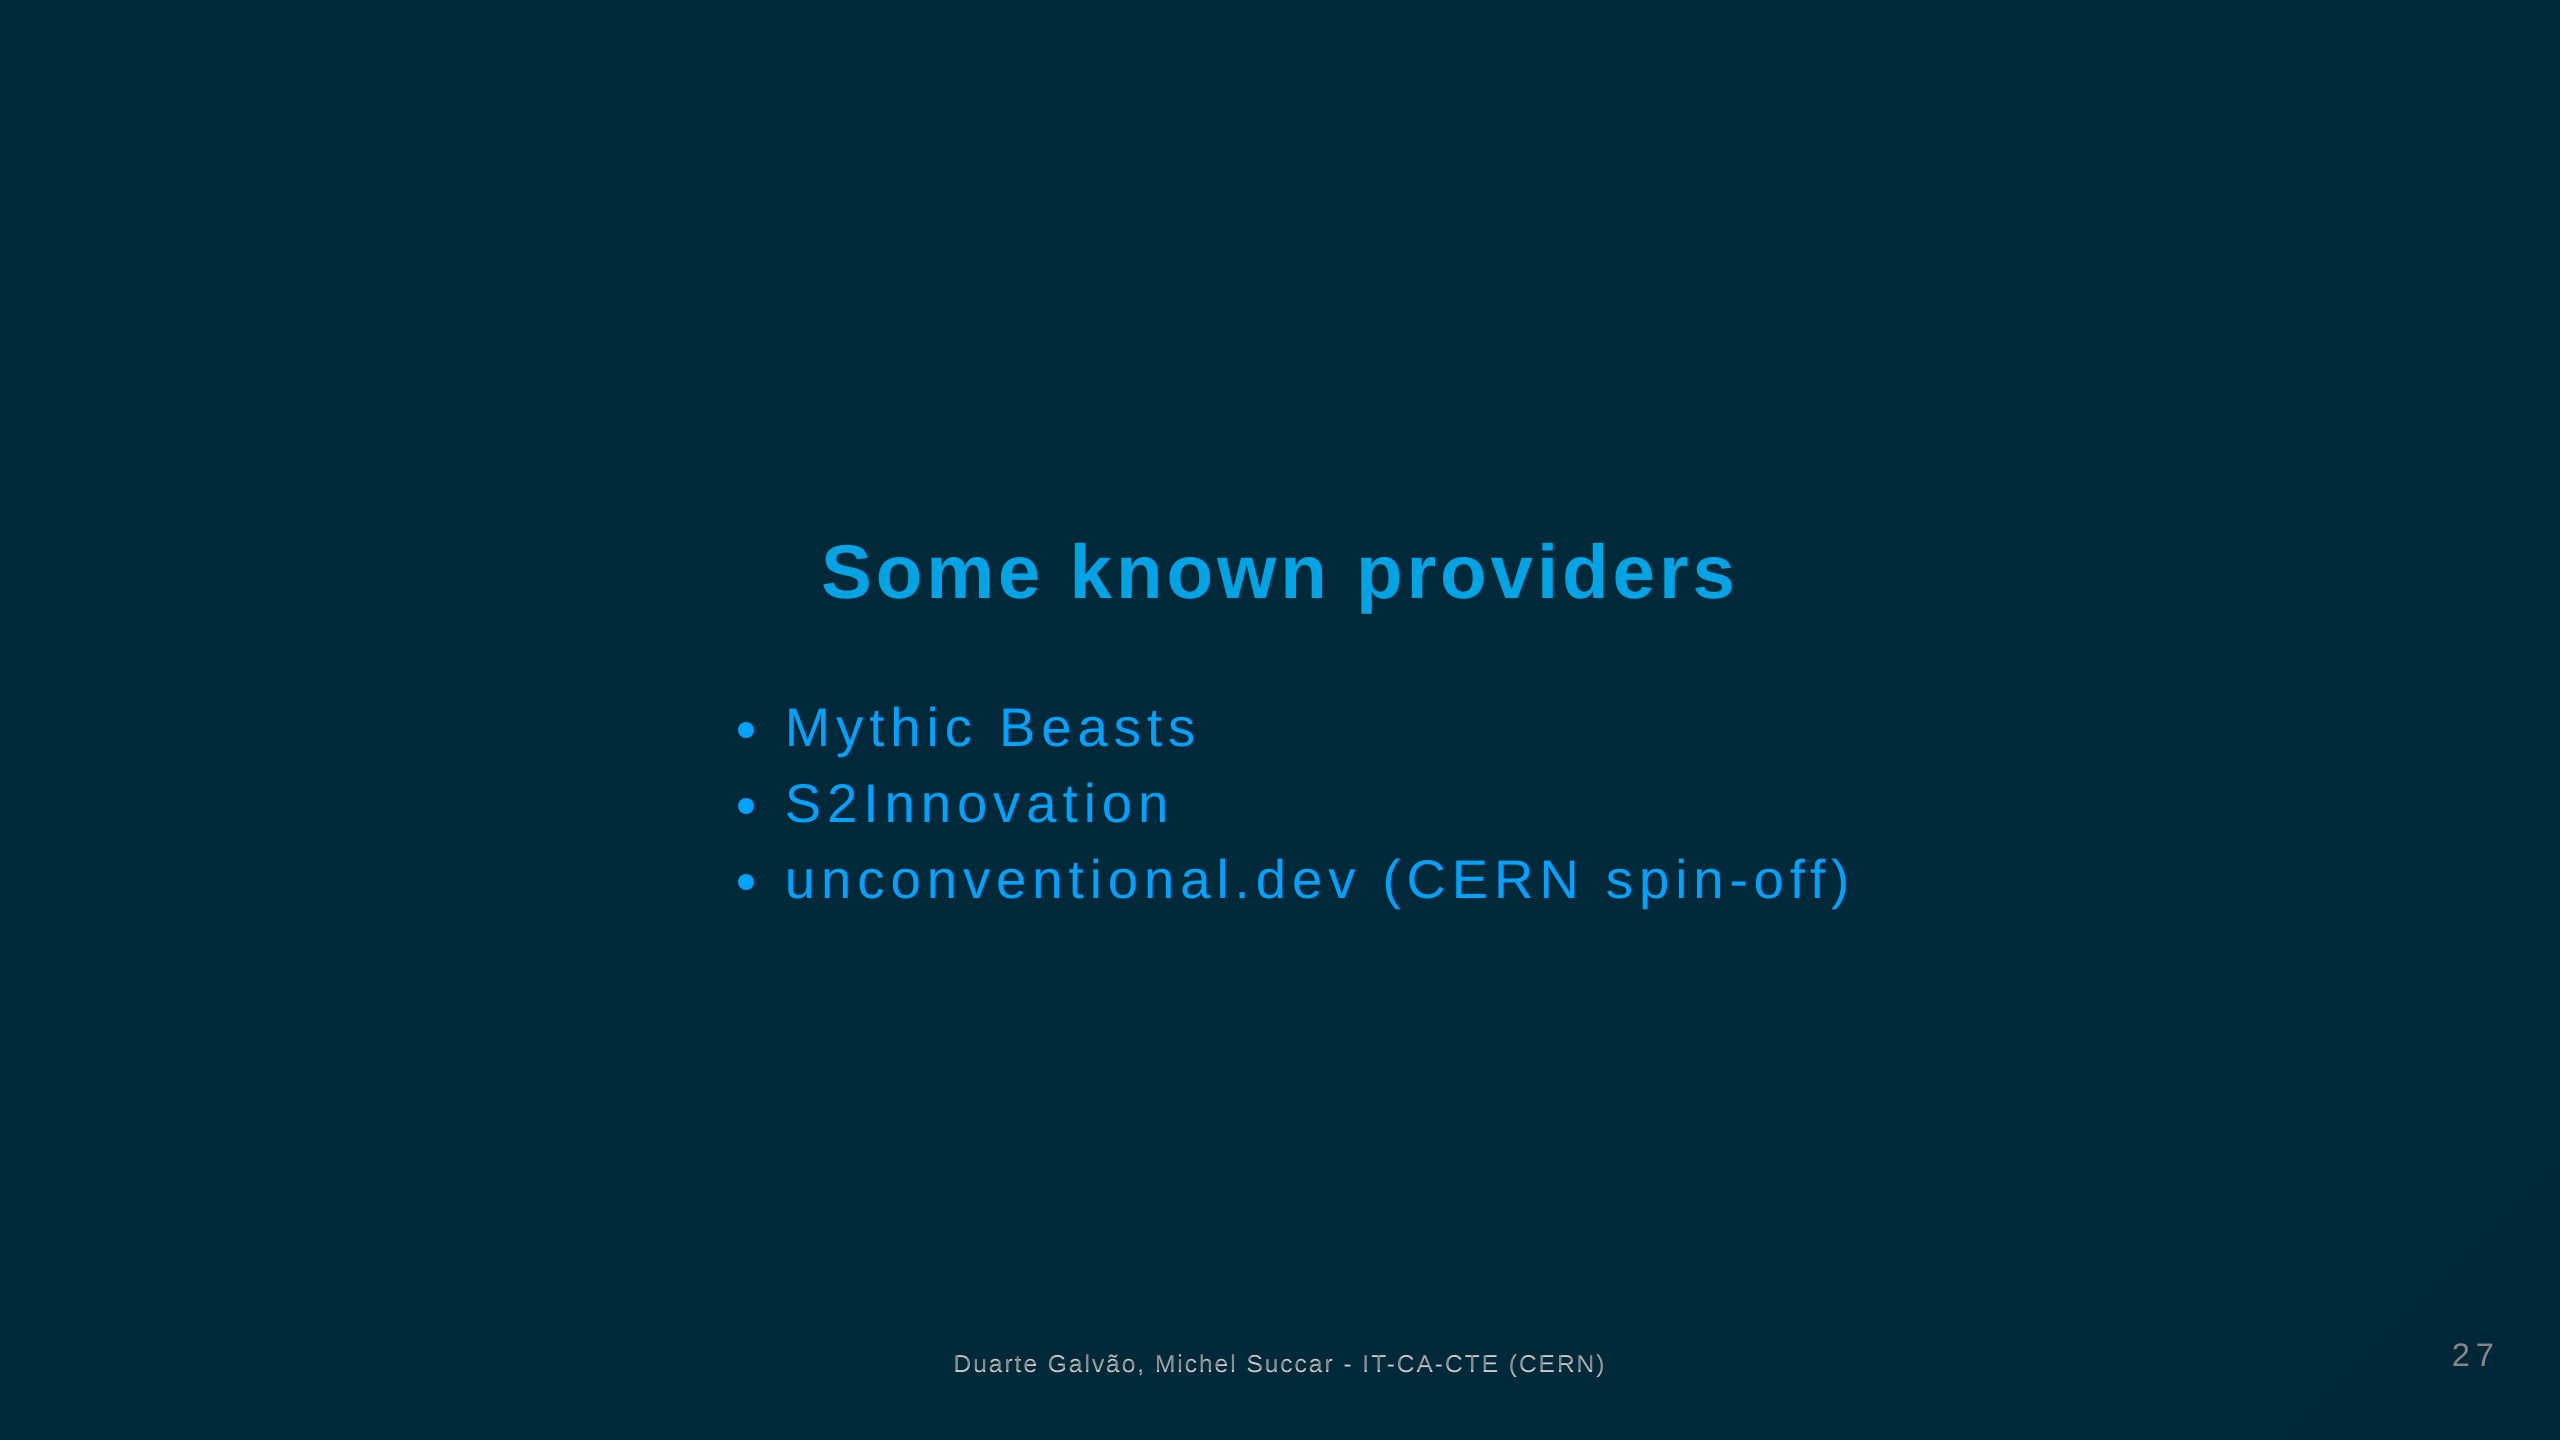 Some known providers
• Mythic Beasts
• S2Innovation
• unconventional.dev (CERN spin-off)
Duarte Galvão, Michel Succar - IT-CA-CTE (CERN)
27